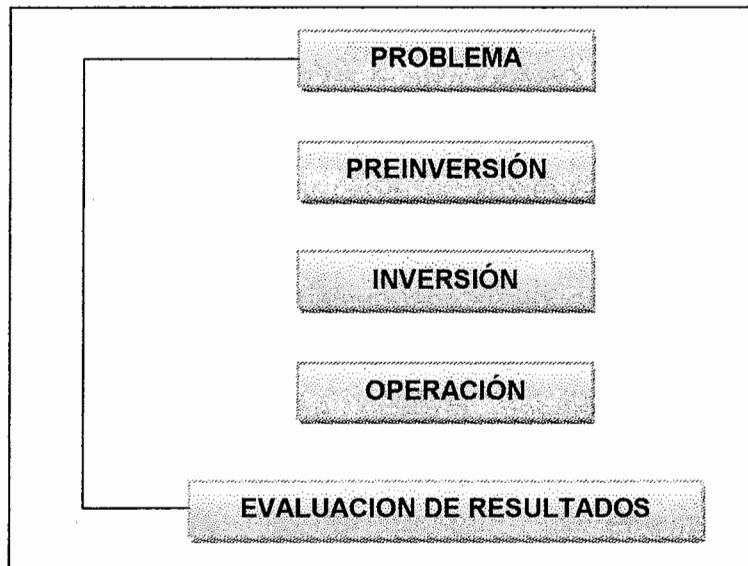 PROBLEMA
PREINVERSIÓN
INVERSIÓN
OPERACIÓN
EVALUACION DE RESULTADOS